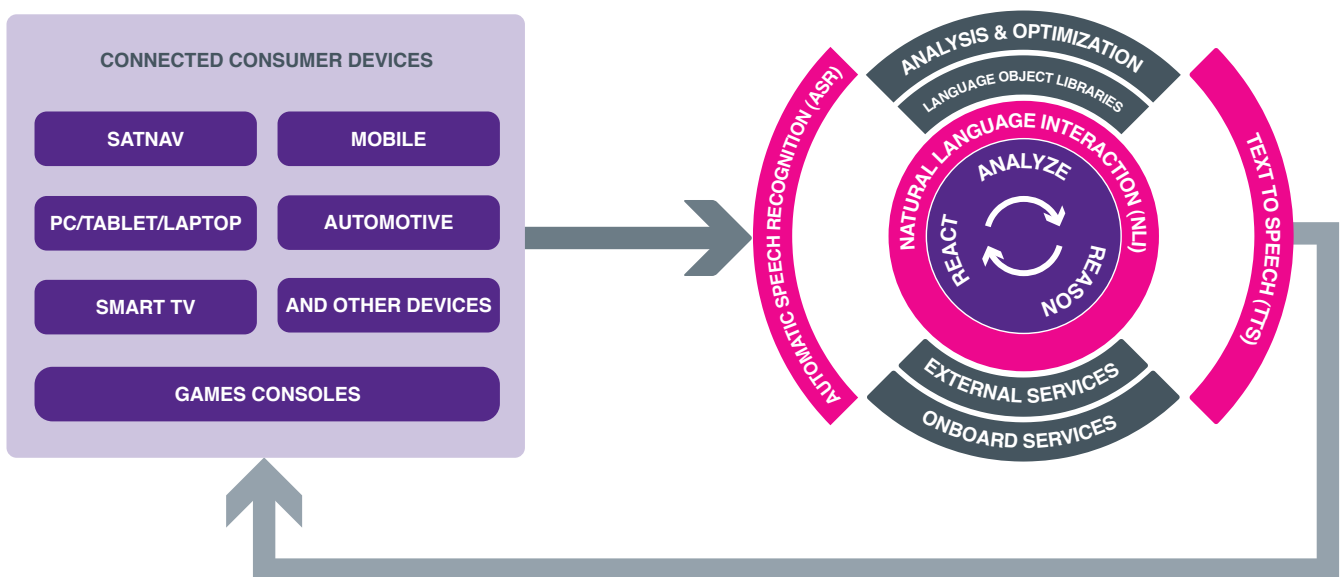 CONNECTED CONSUMER DEVICES
SATNAV
MOBILE
PC/TABLET/LAPTOP
AUTOMOTIVE
SMART TV
AND OTHER DEVICES
GAMES CONSOLES
AUTOMATIC SPEECH RECOGNITION (ASR)
ANALYSIS & OPTIMIZATION
LANGUAGE OBJECT LIBRARIES
NATURAL LANGUAGE INTERACTION (NLI)
ANALYZE
REASON
REACT
EXTERNAL SERVICES
ONBOARD SERVICES
TEXT TO SPEECH (TTS)